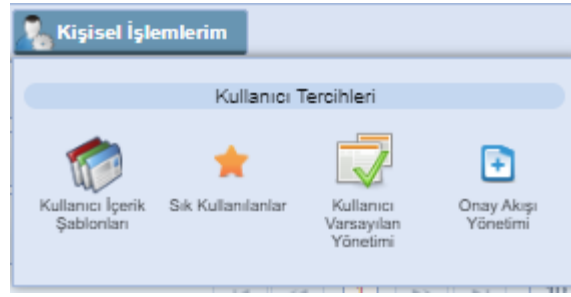 Kişisel İşlemlerim
Kullanıcı Tercihleri
Kullanıcı İçerik
Şablonları
Sık Kullanılanlar
Kullanıcı
Varsayılan
Yönetimi
Onay Akışı
Yönetimi